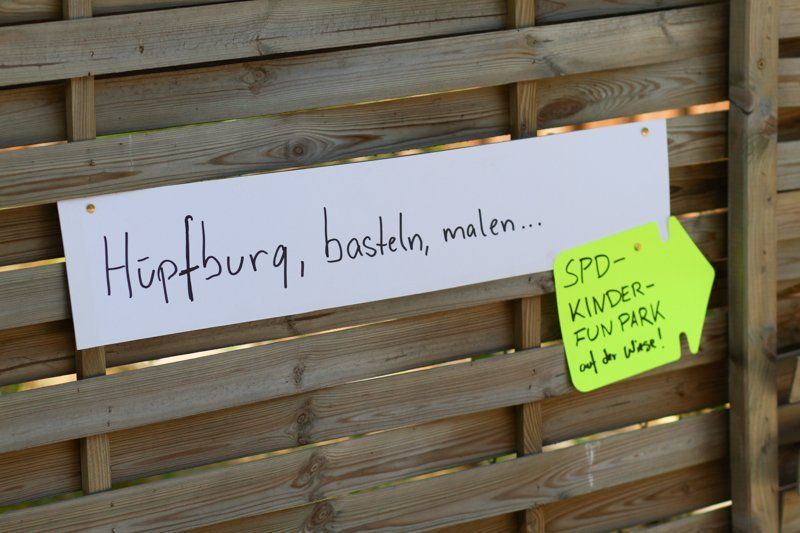 Hüpfburg, basteln, malen...
SPD-
KINDER-
FUN PARK
auf der Wiese!